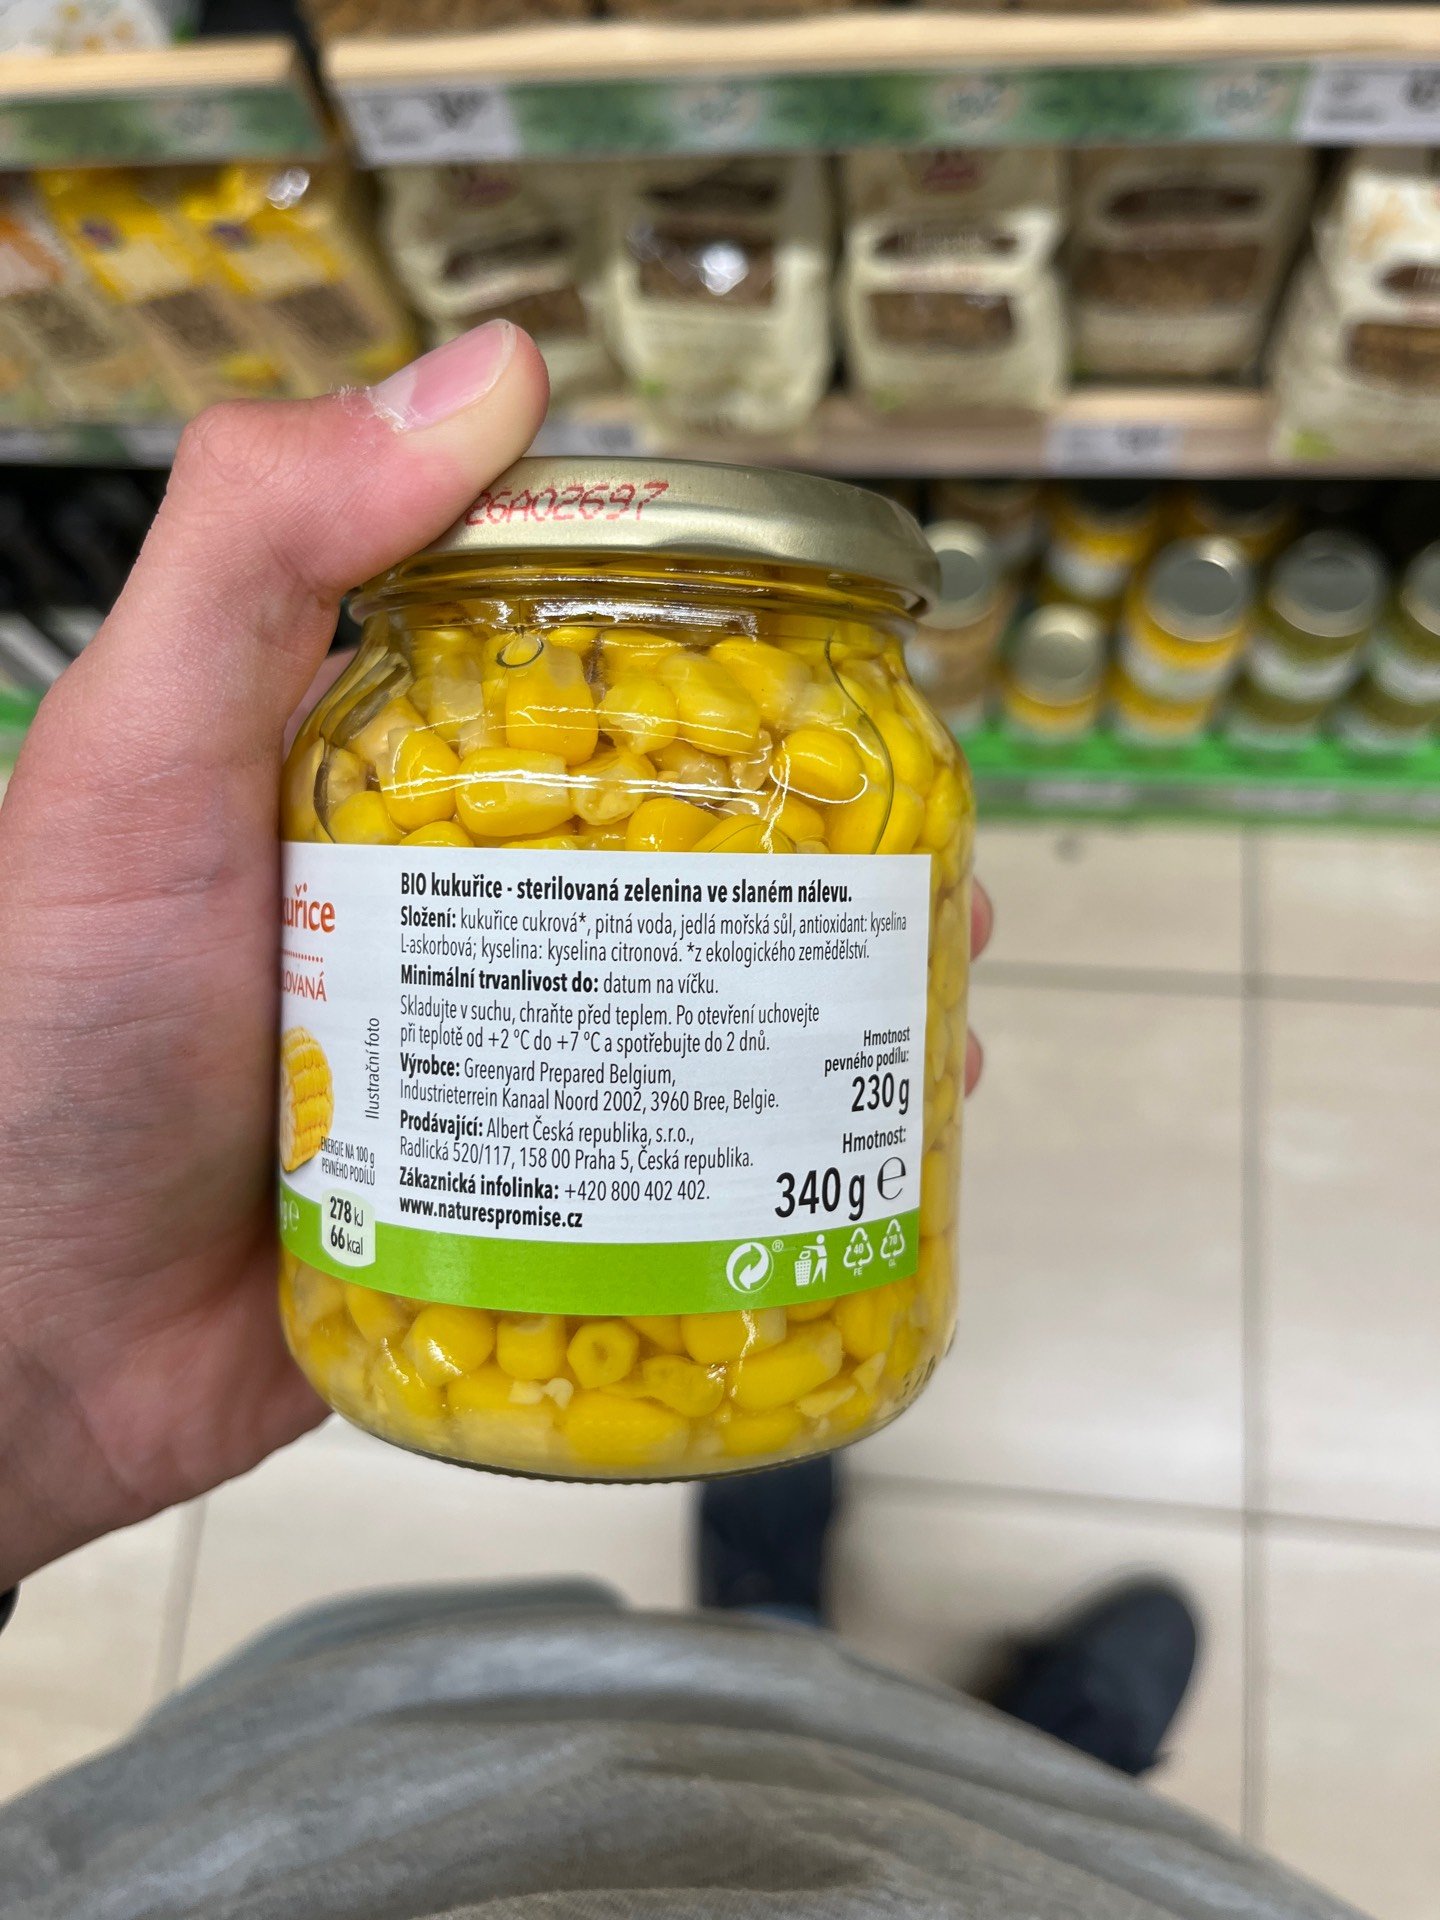 26A02697
BIO kukuřice - sterilovaná zelenina ve slaném nálevu.
Složení: kukuřice cukrová*, pitná voda, jedlá mořská sůl, antioxidant: kyselina
L-askorbová; kyselina: kyselina citronová. *z ekologického zemědělství.
Minimální trvanlivost do: datum na víčku.
Skladujte v suchu, chraňte před teplem. Po otevření uchovejte
při teplotě od +2 °C do +7 °C a spotřebujte do 2 dnů.
Výrobce: Greenyard Prepared Belgium,
Industrieterrein Kanaal Noord 2002, 3960 Bree, Belgie.
Prodávající: Albert Česká republika, s.r.o.,
Radlická 520/117, 158 00 Praha 5, Česká republika.
Zákaznická infolinka: +420 800 402 402.
www.naturespromise.cz
Hmotnost
pevného podílu:
230 g
Hmotnost:
340 g e
uřice
LOVANÁ
Ilustrační foto
ENERGIE NA 100 g
PEVNÉHO PODÍLU
278 kJ
66 kcal
g e
®
40
FE
70
GL